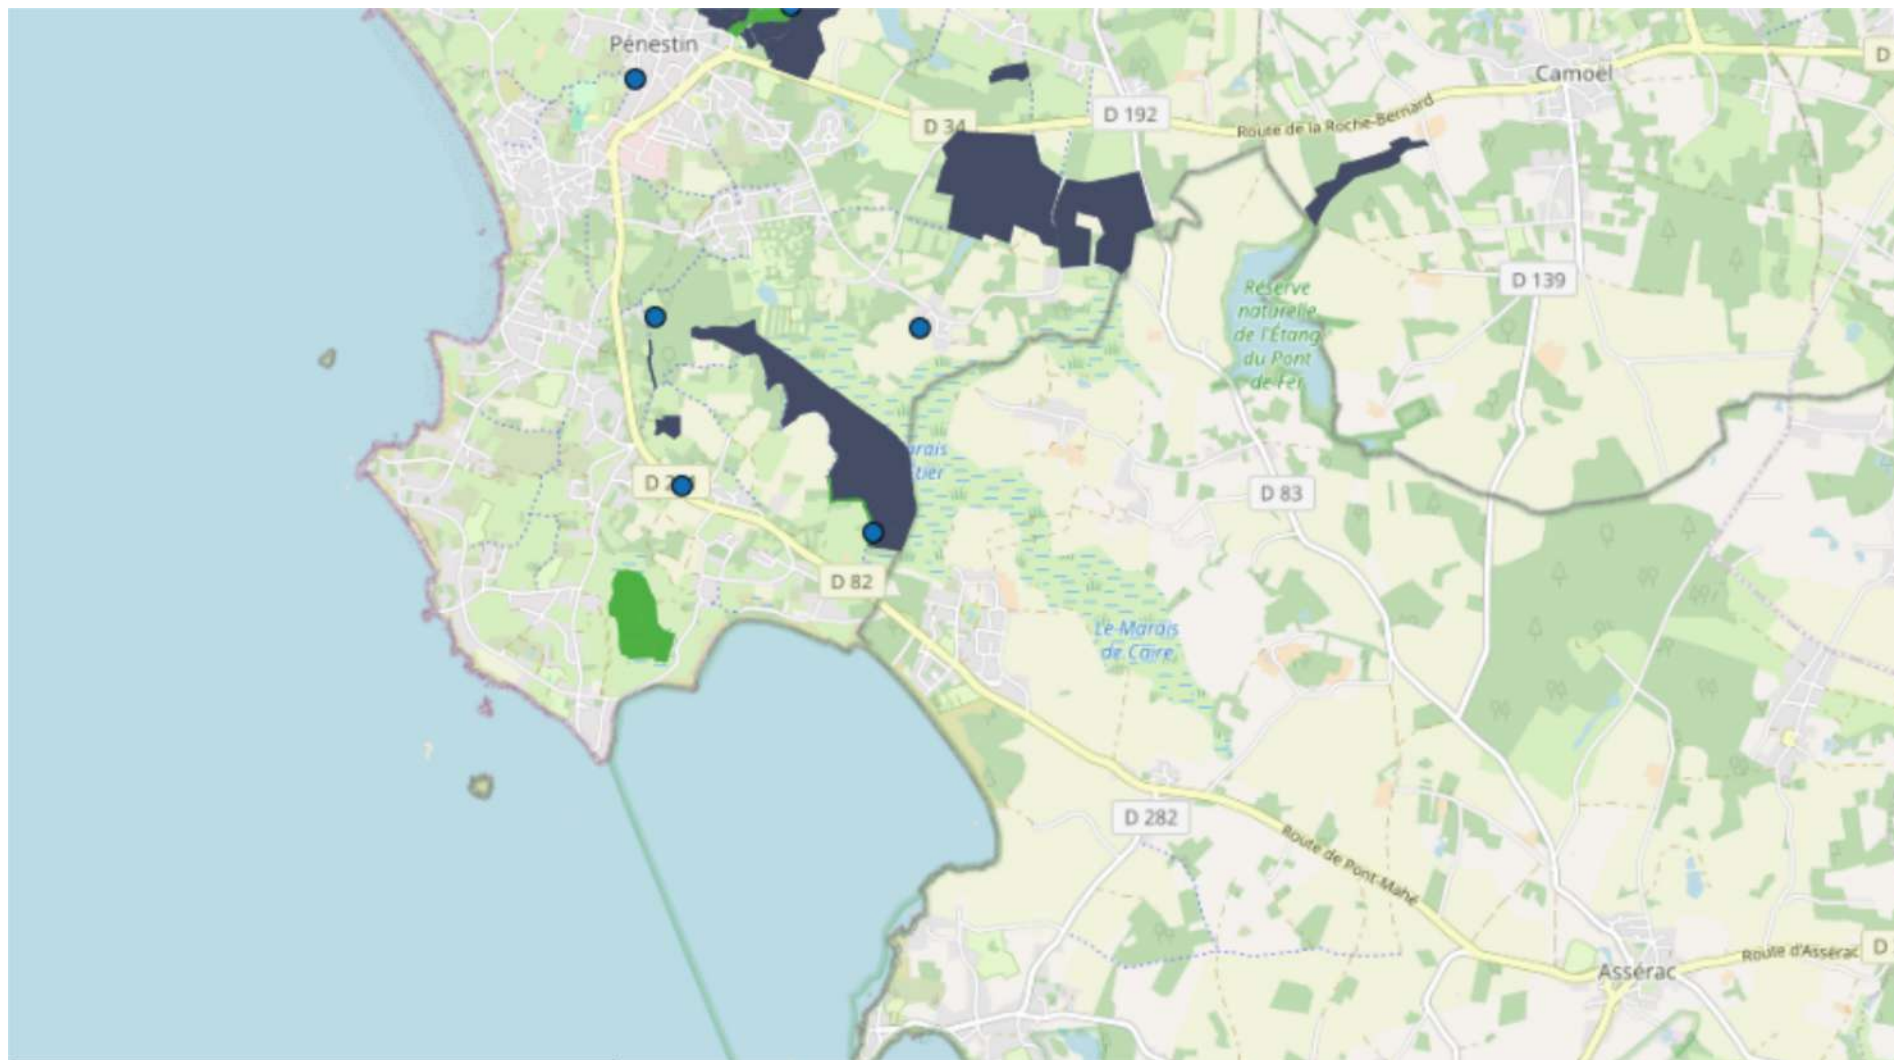 Pénestin
Camoël
D
D 192
D 34
Route de la Roche-Bernard
D 139
Réserve
naturelle
de l'Étang
du Pont
de Fer
D 83
D 82
Le Marais
de Caire
D 282
Route de Pont-Mahé
Assérac
Route d'Assérac
D